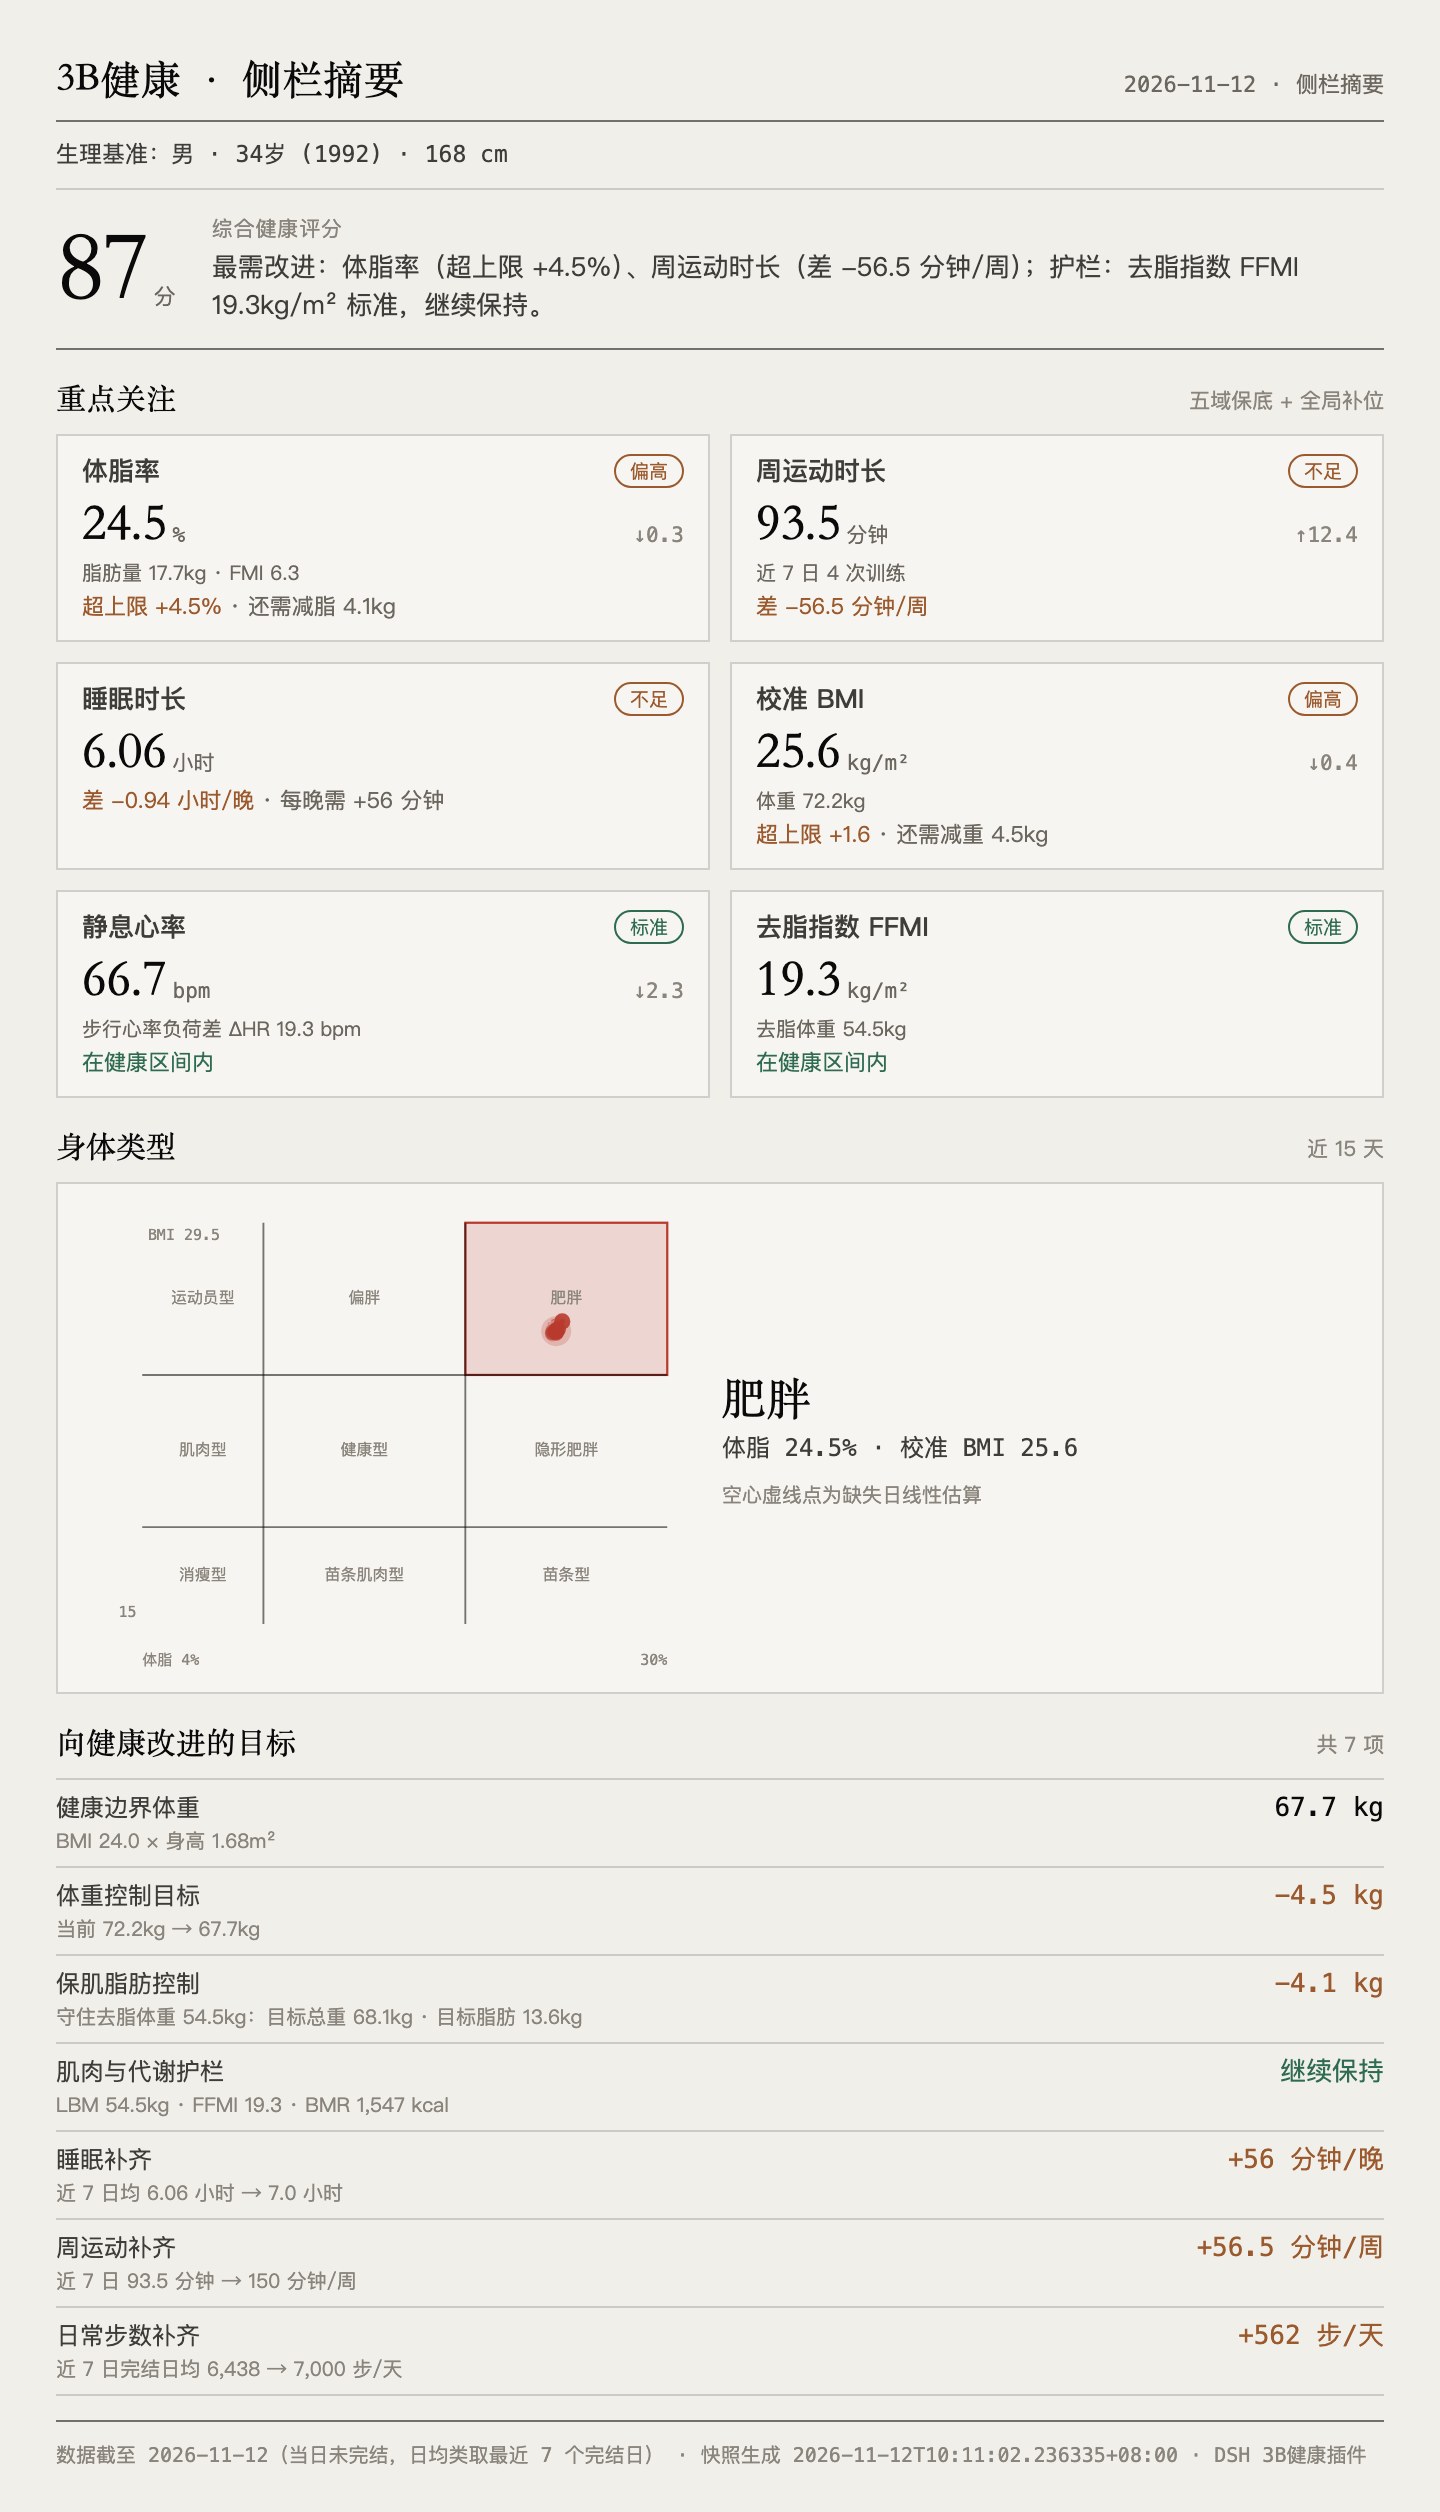 3B健康 · 侧栏摘要
2026-11-12 · 侧栏摘要
生理基准：男 · 34岁 (1992) · 168 cm
87 分
综合健康评分
最需改进：体脂率（超上限 +4.5%）、周运动时长（差 −56.5 分钟/周）；护栏：去脂指数 FFMI
19.3kg/m² 标准，继续保持。
重点关注
五域保底 + 全局补位
体脂率
偏高
24.5 %
↓0.3
脂肪量 17.7kg · FMI 6.3
超上限 +4.5% · 还需减脂 4.1kg
周运动时长
不足
93.5 分钟
↑12.4
近 7 日 4 次训练
差 −56.5 分钟/周
睡眠时长
不足
6.06 小时
差 −0.94 小时/晚 · 每晚需 +56 分钟
校准 BMI
偏高
25.6 kg/m²
↓0.4
体重 72.2kg
超上限 +1.6 · 还需减重 4.5kg
静息心率
标准
66.7 bpm
↓2.3
步行心率负荷差 ΔHR 19.3 bpm
在健康区间内
去脂指数 FFMI
标准
19.3 kg/m²
去脂体重 54.5kg
在健康区间内
身体类型
近 15 天
BMI 29.5
运动员型
偏胖
肥胖
肌肉型
健康型
隐形肥胖
消瘦型
苗条肌肉型
苗条型
15
体脂 4%
30%
肥胖
体脂 24.5% · 校准 BMI 25.6
空心虚线点为缺失日线性估算
向健康改进的目标
共 7 项
健康边界体重
67.7 kg
BMI 24.0 × 身高 1.68m²
体重控制目标
−4.5 kg
当前 72.2kg → 67.7kg
保肌脂肪控制
−4.1 kg
守住去脂体重 54.5kg：目标总重 68.1kg · 目标脂肪 13.6kg
肌肉与代谢护栏
继续保持
LBM 54.5kg · FFMI 19.3 · BMR 1,547 kcal
睡眠补齐
+56 分钟/晚
近 7 日均 6.06 小时 → 7.0 小时
周运动补齐
+56.5 分钟/周
近 7 日 93.5 分钟 → 150 分钟/周
日常步数补齐
+562 步/天
近 7 日完结日均 6,438 → 7,000 步/天
数据截至 2026-11-12（当日未完结，日均类取最近 7 个完结日） · 快照生成 2026-11-12T10:11:02.236335+08:00 · DSH 3B健康插件